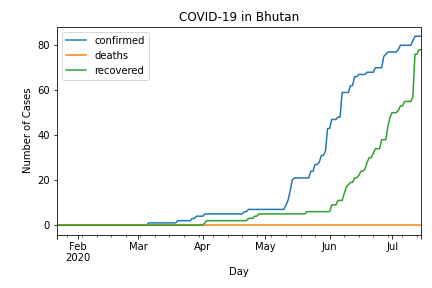 COVID-19 in Bhutan
confirmed
deaths
recovered
Number of Cases
80
60
40
20
0
Feb Mar Apr May Jun Jul
2020
Day